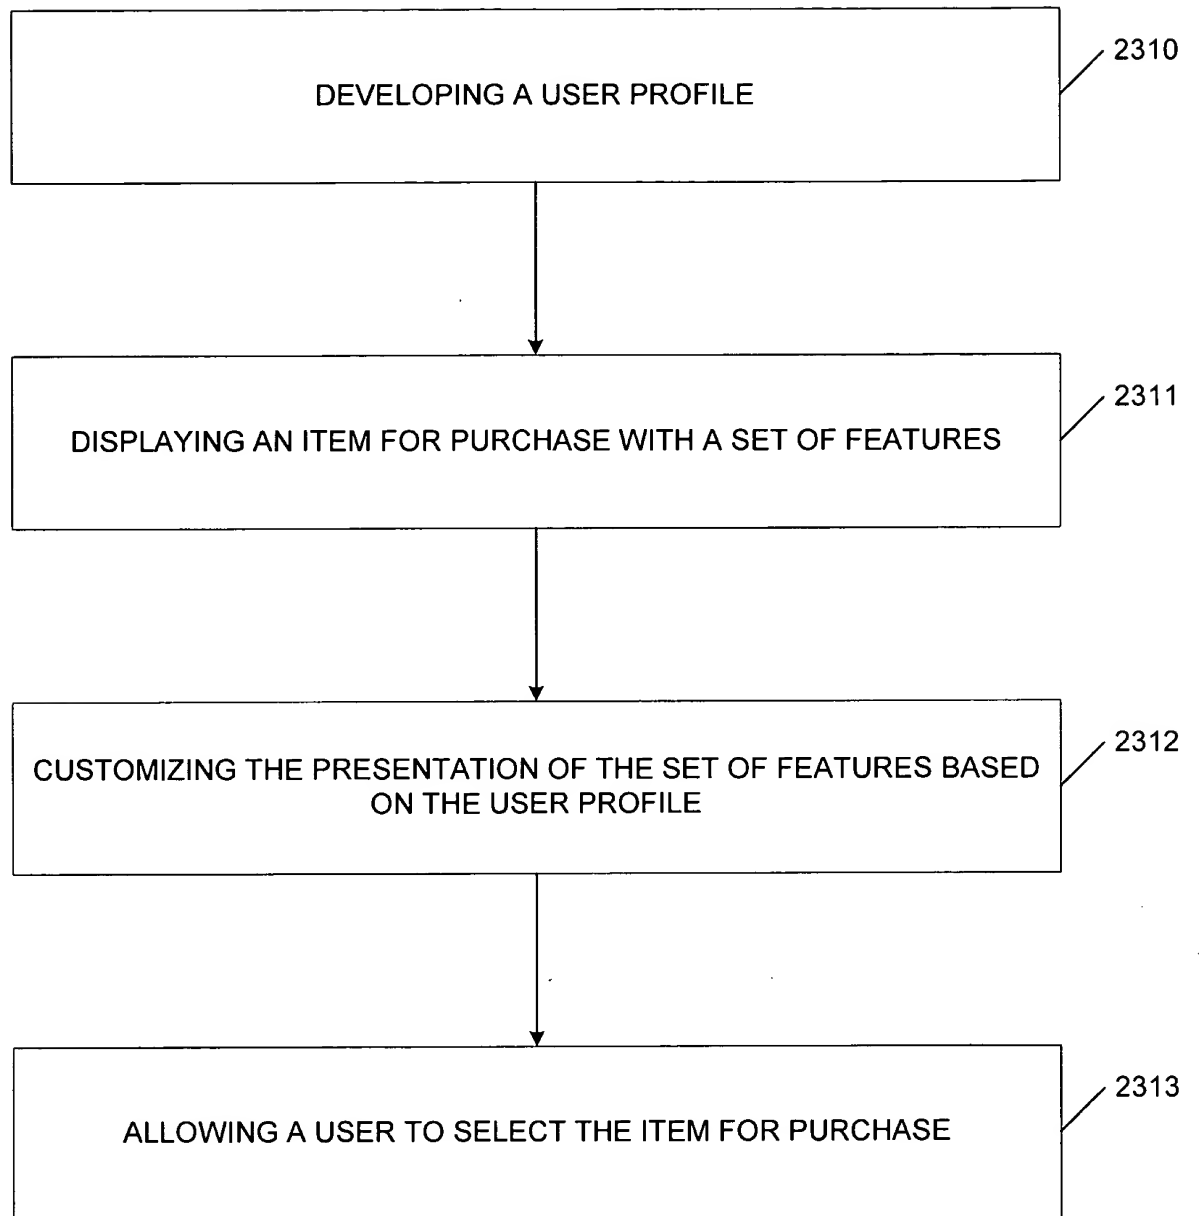 2310
DEVELOPING A USER PROFILE
2311
DISPLAYING AN ITEM FOR PURCHASE WITH A SET OF FEATURES
2312
CUSTOMIZING THE PRESENTATION OF THE SET OF FEATURES BASED
ON THE USER PROFILE
2313
ALLOWING A USER TO SELECT THE ITEM FOR PURCHASE